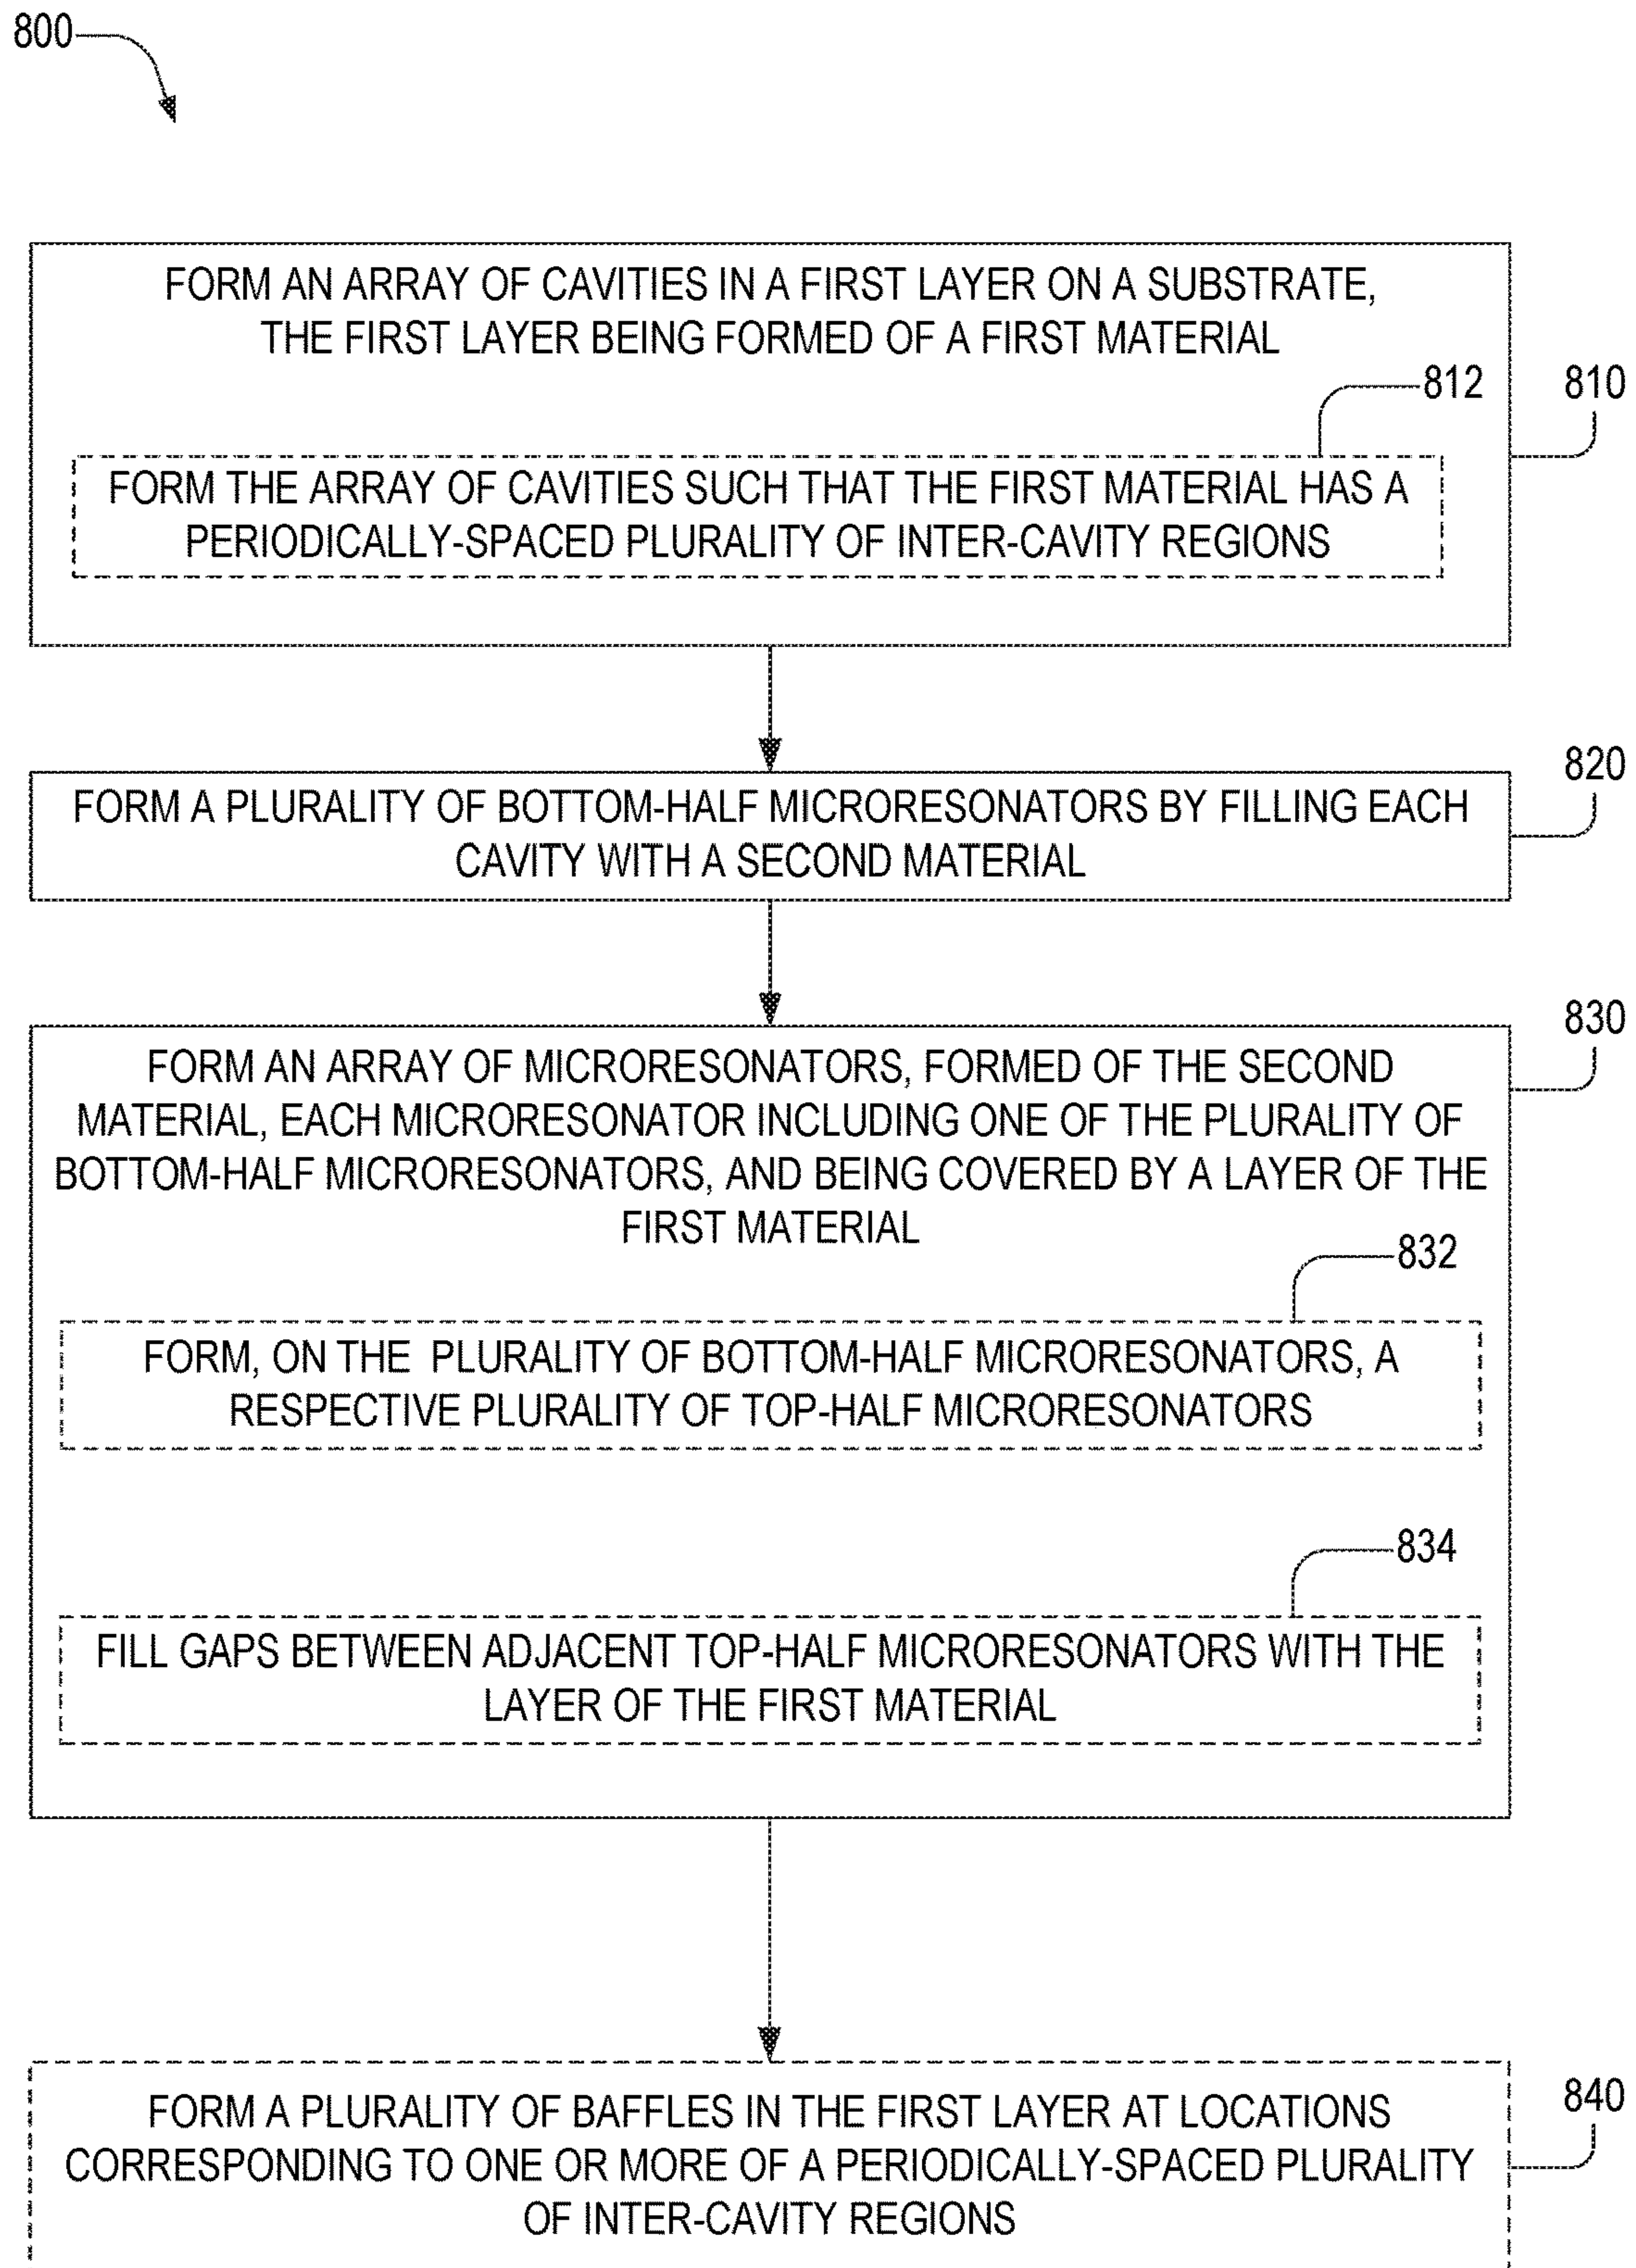 800
FORM AN ARRAY OF CAVITIES IN A FIRST LAYER ON A SUBSTRATE,
THE FIRST LAYER BEING FORMED OF A FIRST MATERIAL
812
810
FORM THE ARRAY OF CAVITIES SUCH THAT THE FIRST MATERIAL HAS A
PERIODICALLY-SPACED PLURALITY OF INTER-CAVITY REGIONS
820
FORM A PLURALITY OF BOTTOM-HALF MICRORESONATORS BY FILLING EACH
CAVITY WITH A SECOND MATERIAL
830
FORM AN ARRAY OF MICRORESONATORS, FORMED OF THE SECOND
MATERIAL, EACH MICRORESONATOR INCLUDING ONE OF THE PLURALITY OF
BOTTOM-HALF MICRORESONATORS, AND BEING COVERED BY A LAYER OF THE
FIRST MATERIAL
832
FORM, ON THE PLURALITY OF BOTTOM-HALF MICRORESONATORS, A
RESPECTIVE PLURALITY OF TOP-HALF MICRORESONATORS
834
FILL GAPS BETWEEN ADJACENT TOP-HALF MICRORESONATORS WITH THE
LAYER OF THE FIRST MATERIAL
840
FORM A PLURALITY OF BAFFLES IN THE FIRST LAYER AT LOCATIONS
CORRESPONDING TO ONE OR MORE OF A PERIODICALLY-SPACED PLURALITY
OF INTER-CAVITY REGIONS